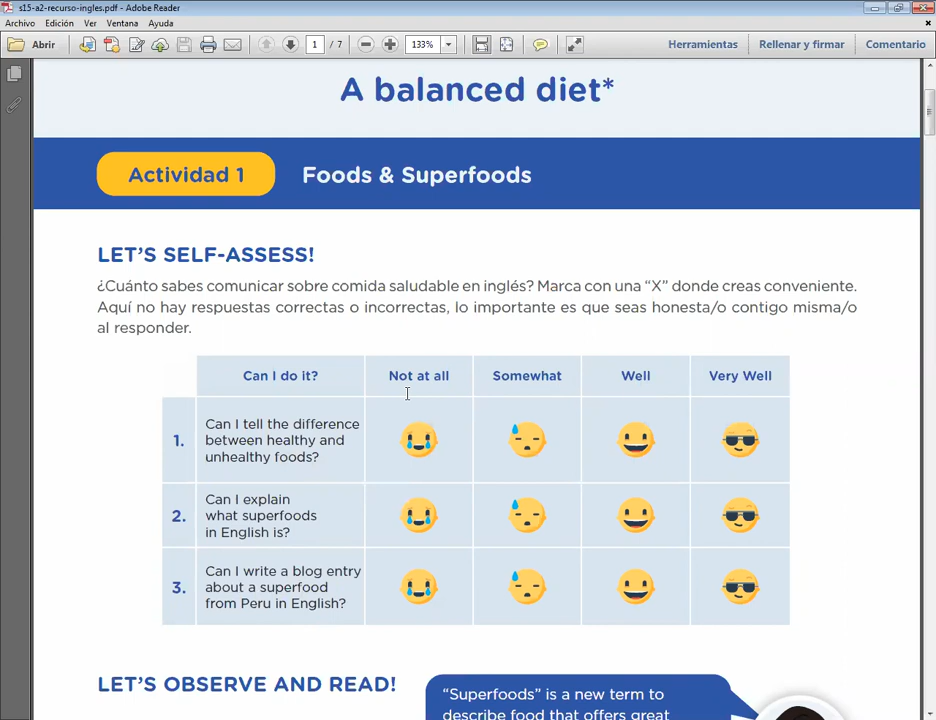 s15-a2-recurso-ingles.pdf - Adobe Reader
Archivo Edición Ver Ventana Ayuda
Abrir 1 / 7 133% Herramientas Rellenar y firmar Comentario
A balanced diet*
Actividad 1 Foods & Superfoods
LET'S SELF-ASSESS!
¿Cuánto sabes comunicar sobre comida saludable en inglés? Marca con una “X” donde creas conveniente.
Aquí no hay respuestas correctas o incorrectas, lo importante es que seas honesta/o contigo misma/o
al responder.
Can I do it? Not at all Somewhat Well Very Well
1. Can I tell the difference
between healthy and
unhealthy foods?
2. Can I explain
what superfoods
in English is?
3. Can I write a blog entry
about a superfood
from Peru in English?
LET'S OBSERVE AND READ!
“Superfoods” is a new term to
describe food that offers great